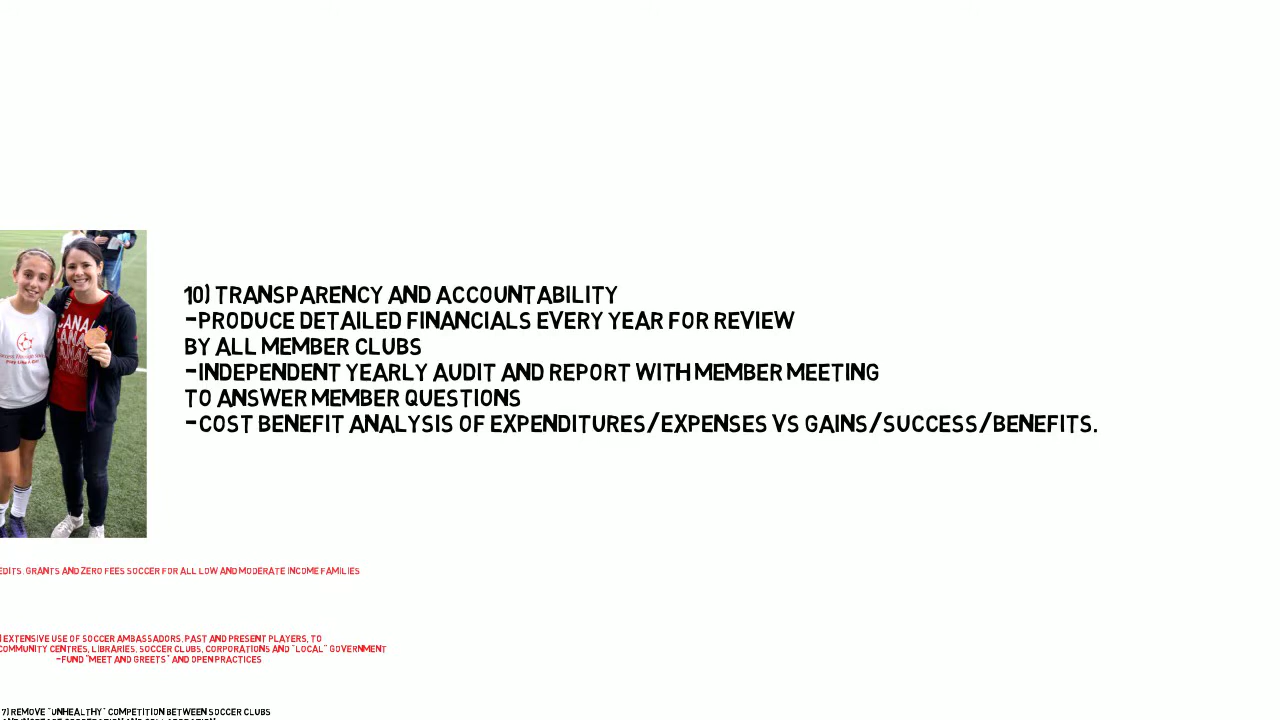 10) TRANSPARENCY AND ACCOUNTABILITY
-PRODUCE DETAILED FINANCIALS EVERY YEAR FOR REVIEW
BY ALL MEMBER CLUBS
-INDEPENDENT YEARLY AUDIT AND REPORT WITH MEMBER MEETING
TO ANSWER MEMBER QUESTIONS
-COST BENEFIT ANALYSIS OF EXPENDITURES/EXPENSES VS GAINS/SUCCESS/BENEFITS.
CANA
CANA
CANA
GRANTS AND ZERO FEES SOCCER FOR ALL LOW AND MODERATE INCOME FAMILIES
EXTENSIVE USE OF SOCCER AMBASSADORS, PAST AND PRESENT PLAYERS, TO
COMMUNITY CENTRES, LIBRARIES, SOCCER CLUBS, CORPORATIONS AND "LOCAL" GOVERNMENT
-FUND "MEET AND GREETS" AND OPEN PRACTICES
7) REMOVE "UNHEALTHY" COMPETITION BETWEEN SOCCER CLUBS